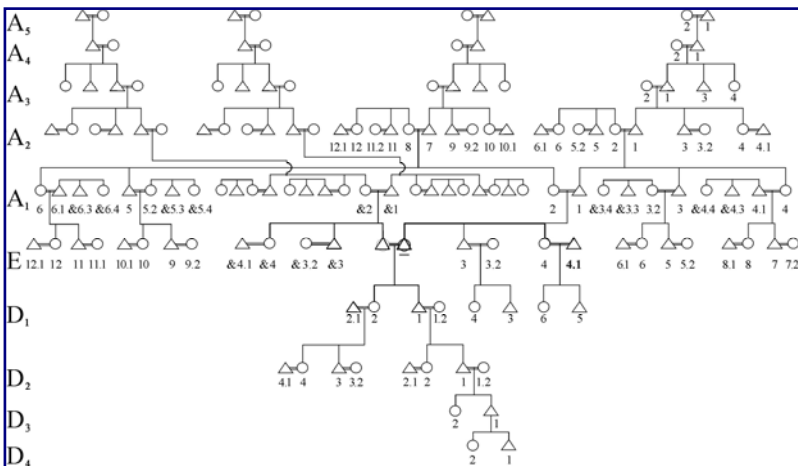 A5 2 1
A4 2 1
A3 2 1 3 4
A2 12.1 12 11.2 11 8 7 9 9.2 10 10.1 6.1 6 5.2 5 2 1 3 3.2 4 4.1
A1 6 6.1 &6.3 &6.4 5 5.2 &5.3 &5.4 &2 &1 2 1 &3.4 &3.3 3.2 3 &4.4 &4.3 4.1 4
E 12.1 12 11 11.1 10.1 10 9 9.2 &4.1 &4 &3.2 &3 3 3.2 4 4.1 6.1 6 5 5.2 8.1 8 7 7.2
D1 2.1 2 1 1.2 4 3 6 5
D2 4.1 4 3 3.2 2.1 2 1 1.2
D3 2 1
D4 2 1